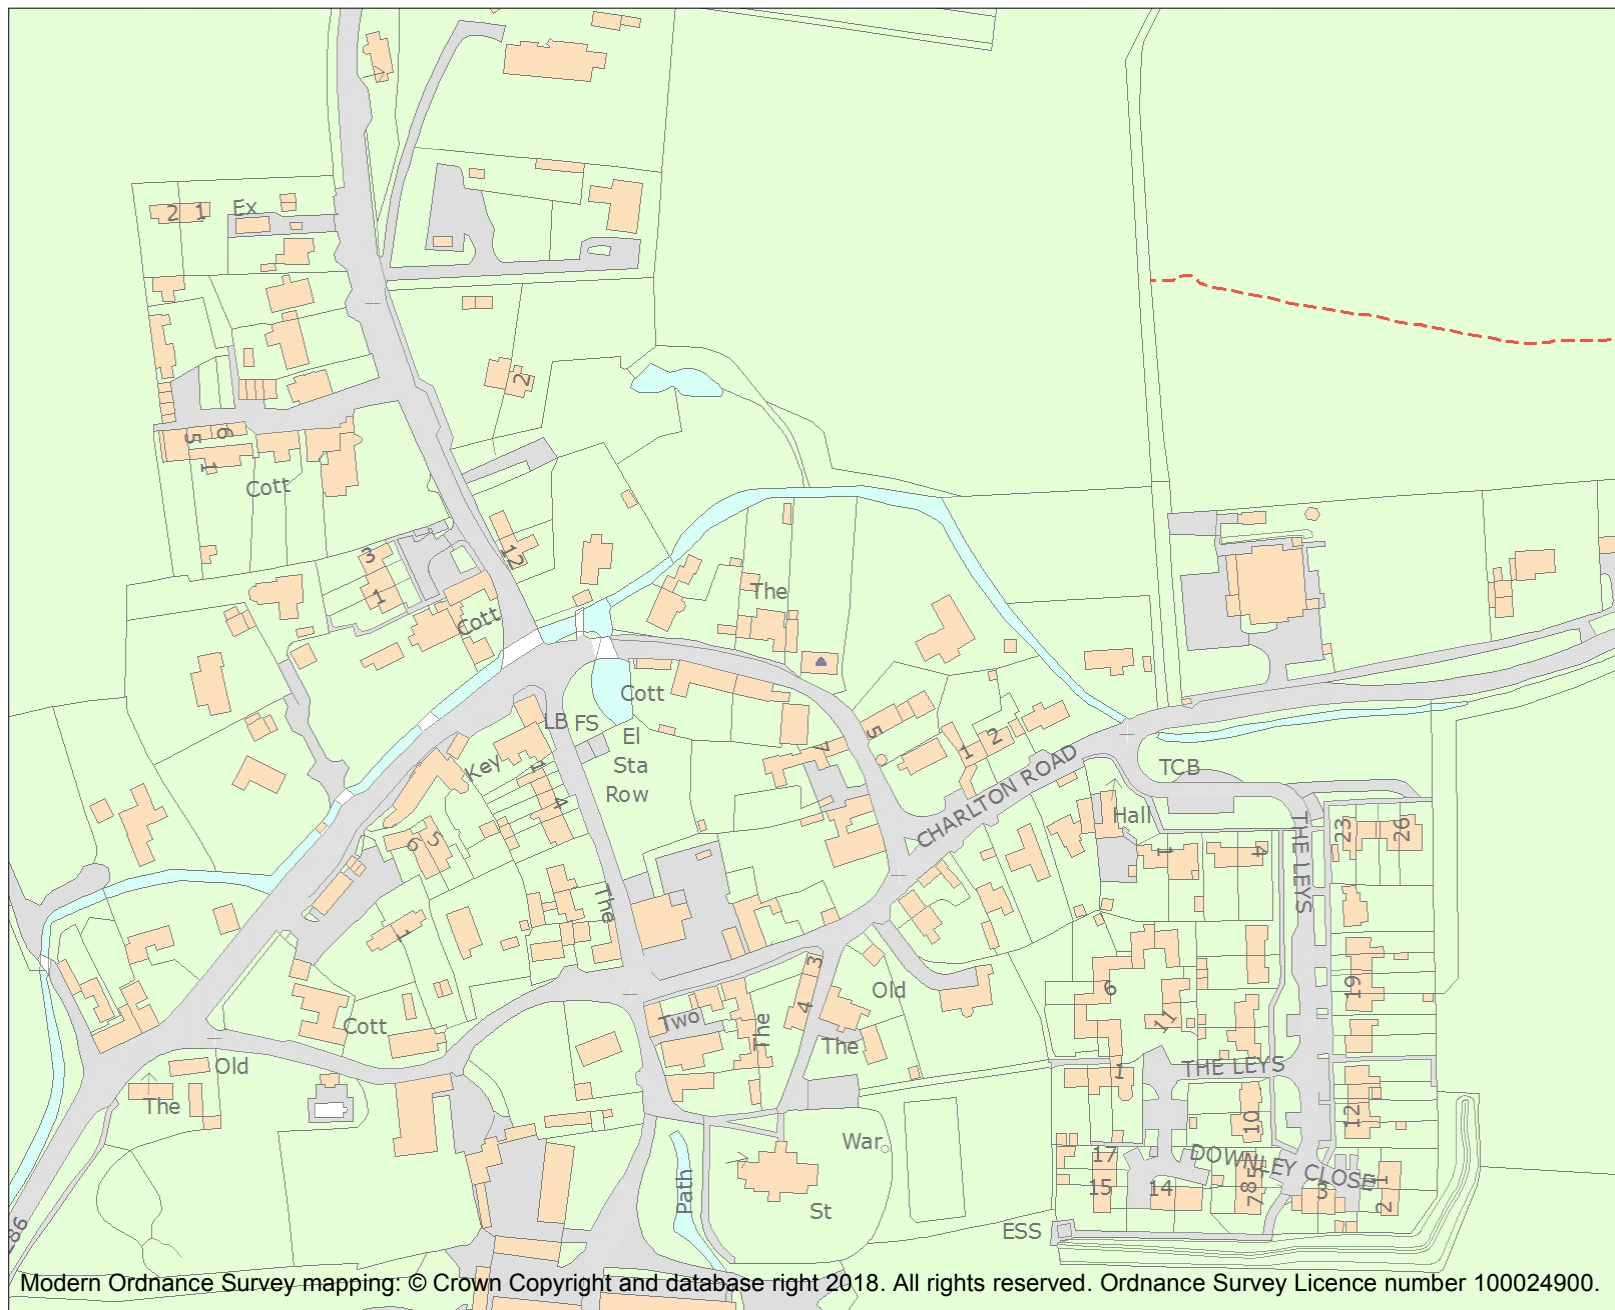 2 1 Ex
2
5 6
1
Cott
3
1
12
Cott
The
Cott
LB FS
El
Sta
Row
Key
1
4
5
7
1 2
CHARLTON ROAD
TCB
Hall
6 5
1
4
23
26
THE LEYS
The
1
3
4
Old
6
11
19
Two
The
The
Cott
Old
The
THE LEYS
1
10
12
War
Path
St
17
15
14
DOWNLEY CLOSE
7 8 5
3
1
2
ESS
Modern Ordnance Survey mapping: © Crown Copyright and database right 2018. All rights reserved. Ordnance Survey Licence number 100024900.